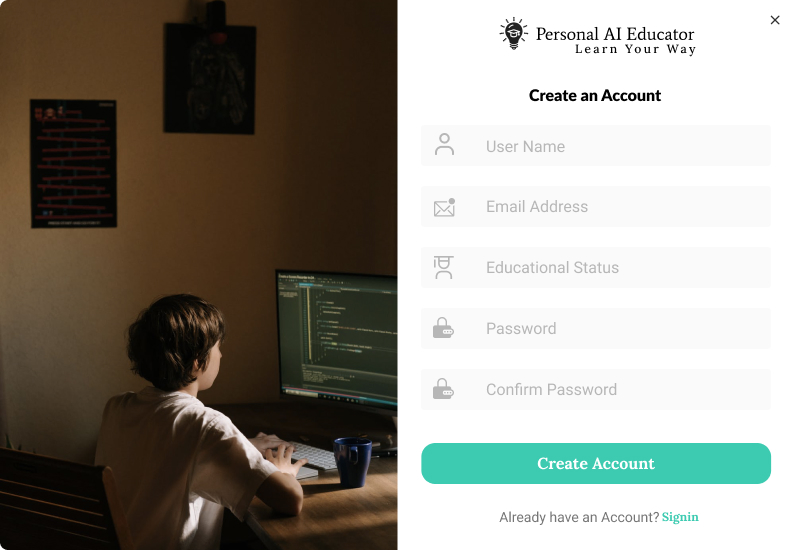 Personal AI Educator
Learn Your Way
Create an Account
User Name
Email Address
Educational Status
Password
Confirm Password
Create Account
Already have an Account? Signin